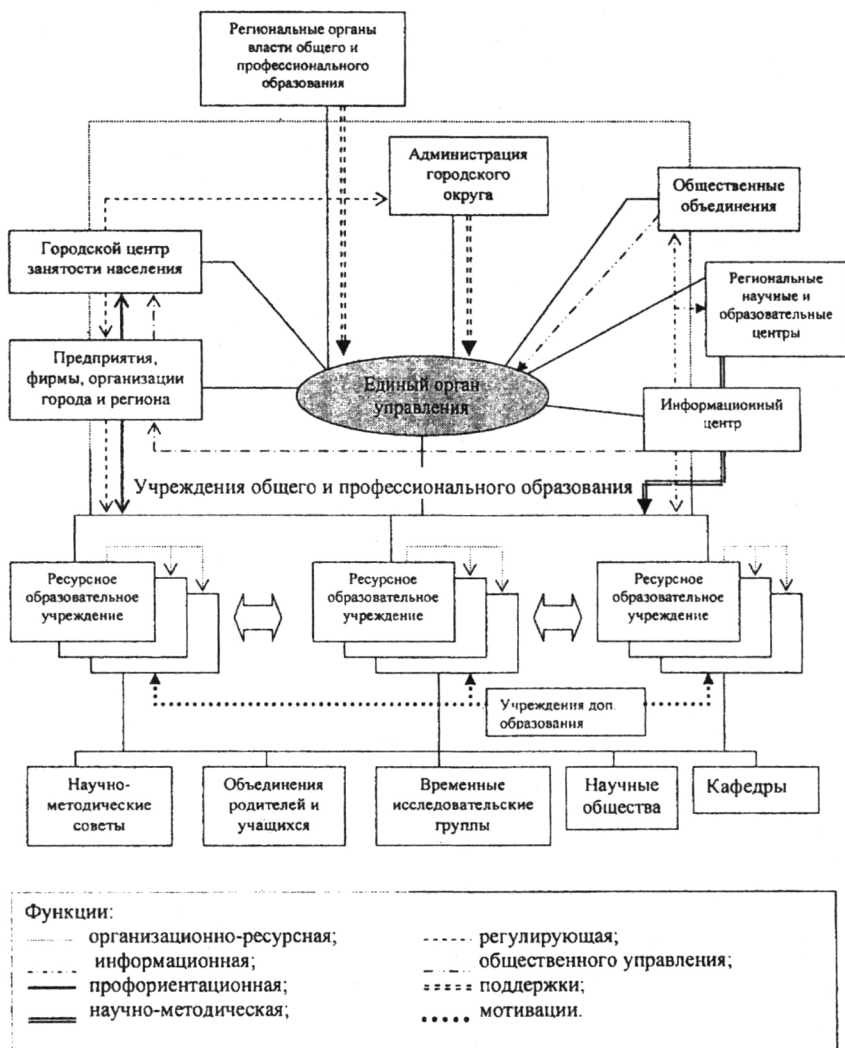 Региональные органы
власти общего и
профессионального
образования
Администрация
городского
округа
Общественные
объединения
Городской центр
занятости населения
Региональные
научные и
образовательные
центры
Предприятия,
фирмы, организации
города и региона
Единый орган
управления
Информационный
центр
Учреждения общего и профессионального образования
Ресурсное
образовательное
учреждение
Ресурсное
образовательное
учреждение
Ресурсное
образовательное
учреждение
Учреждения доп.
образования
Научно-
методические
советы
Объединения
родителей и
учащихся
Временные
исследовательские
группы
Научные
общества
Кафедры
Функции:
организационно-ресурсная;
информационная;
профориентационная;
научно-методическая;
регулирующая;
общественного управления;
поддержки;
мотивации.